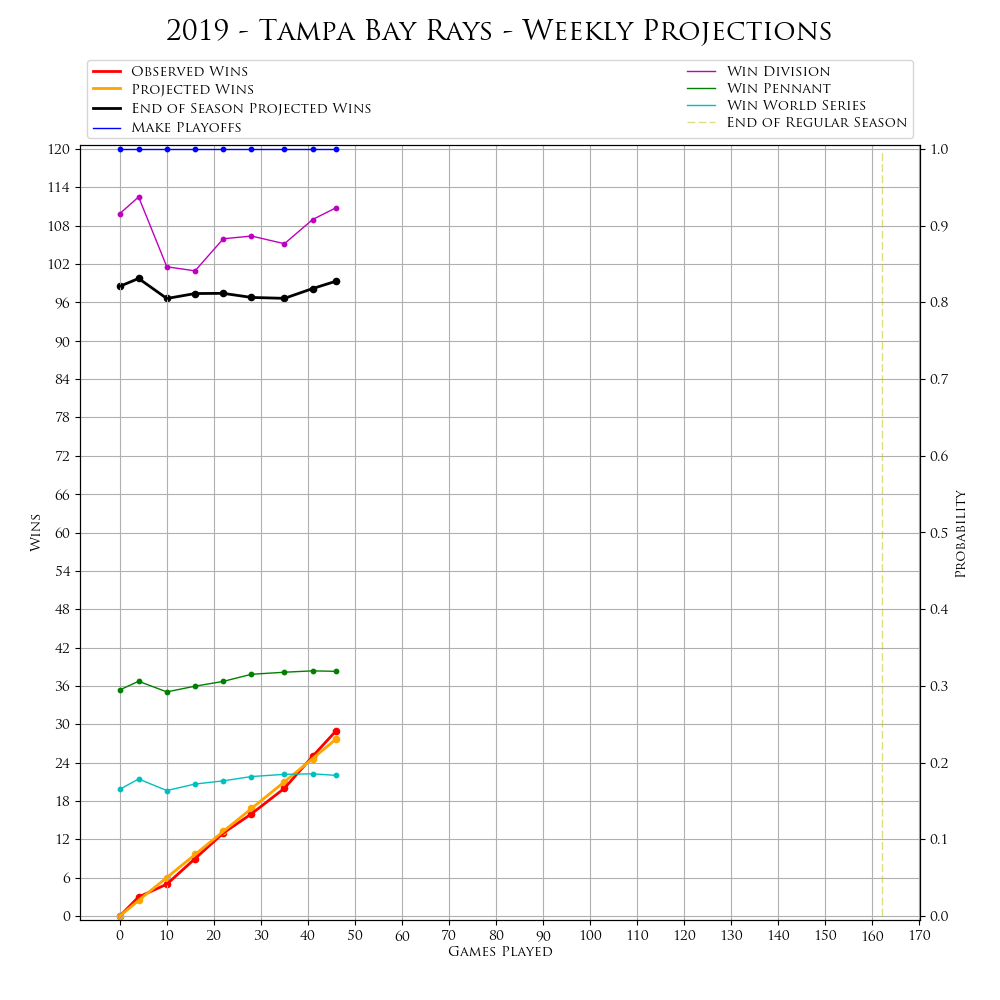 2019 - Tampa Bay Rays - Weekly Projections
Observed Wins
Projected Wins
End of Season Projected Wins
Make Playoffs
Win Division
Win Pennant
Win World Series
End of Regular Season
120
114
108
102
96
90
84
78
72
66
60
54
48
42
36
30
24
18
12
6
0
Wins
1.0
0.9
0.8
0.7
0.6
0.5
0.4
0.3
0.2
0.1
0.0
Probability
0 10 20 30 40 50 60 70 80 90 100 110 120 130 140 150 160 170
Games Played